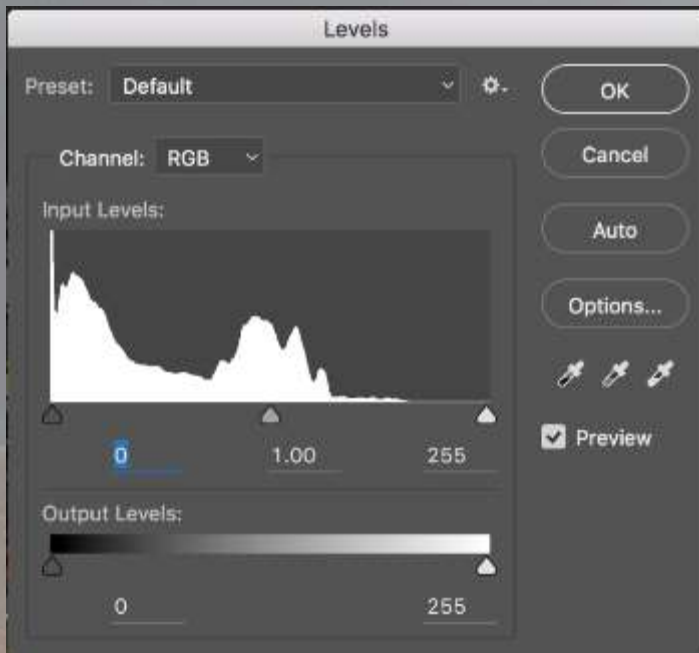 Levels
Preset: Default
OK
Channel: RGB
Cancel
Input Levels:
Auto
Options...
0 1.00 255
Preview
Output Levels:
0 255